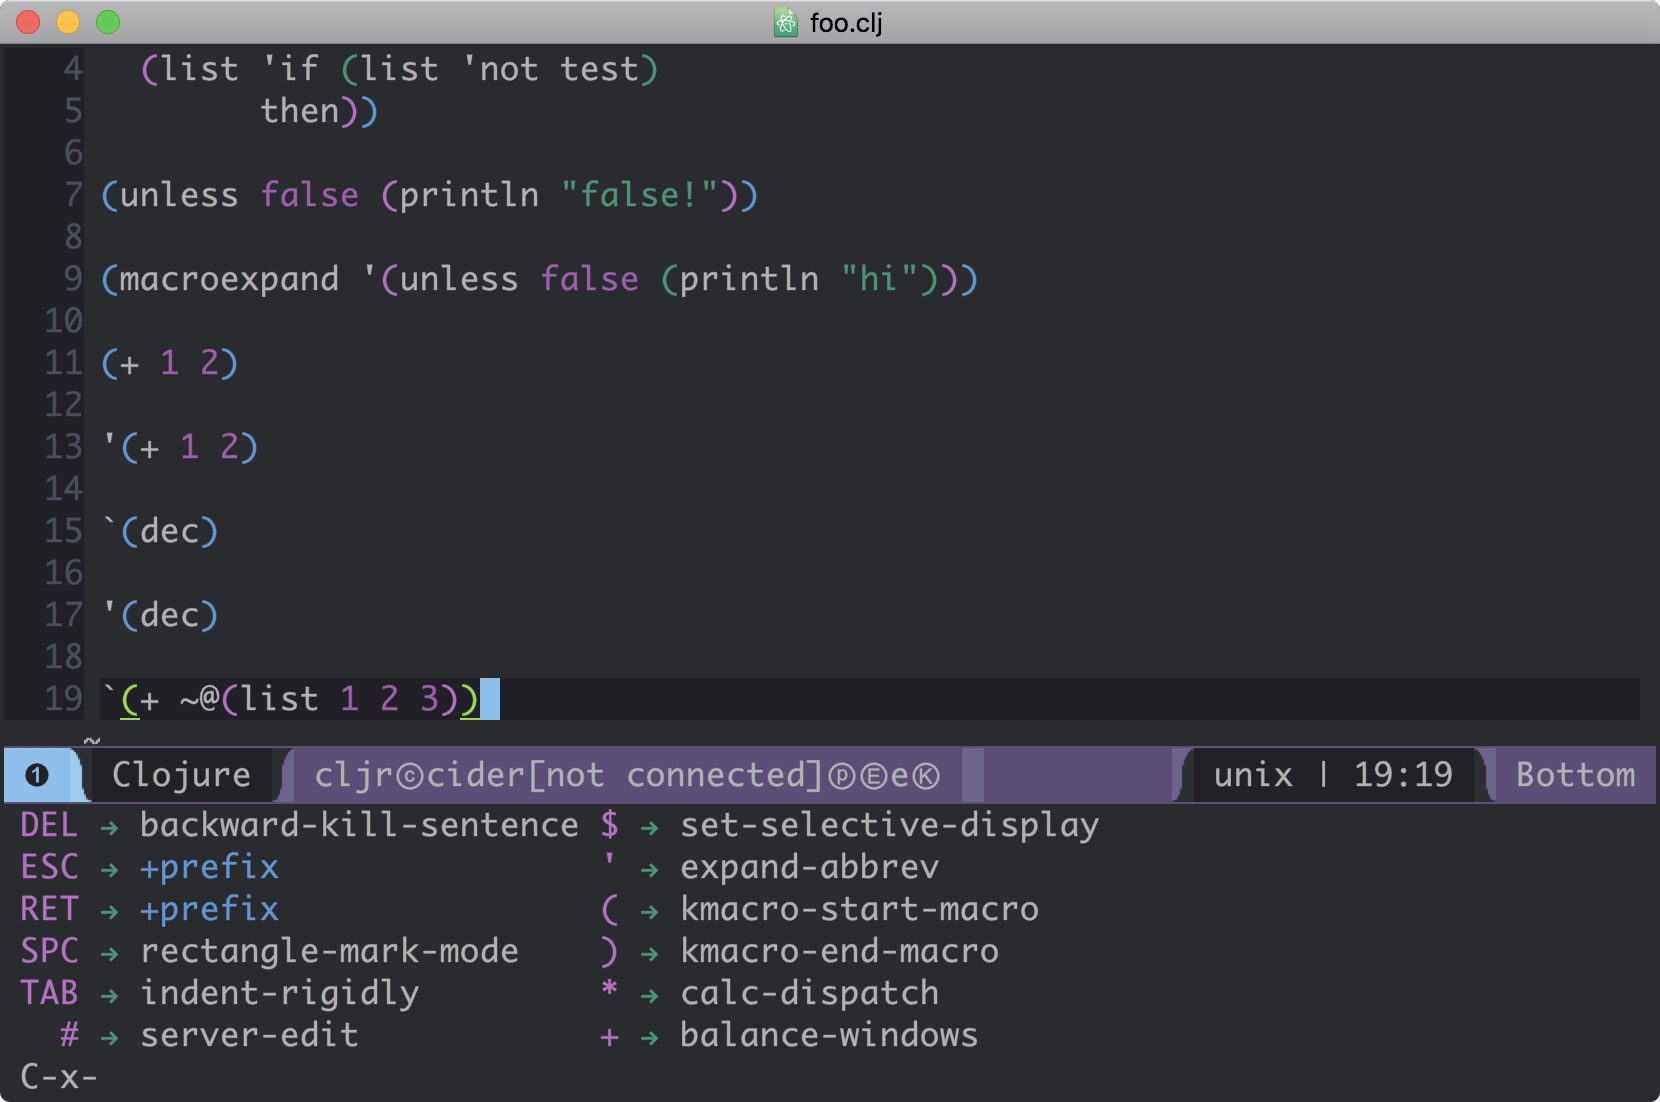 foo.clj
4   (list 'if (list 'not test)
5         then))
6
7 (unless false (println "false!"))
8
9 (macroexpand '(unless false (println "hi")))
10
11 (+ 1 2)
12
13 '(+ 1 2)
14
15 `(dec)
16
17 '(dec)
18
19 `(+ ~@(list 1 2 3))
~
❶ Clojure cljrⓒcider[not connected]ⓟⒺeⓀ unix | 19:19 Bottom
DEL → backward-kill-sentence $ → set-selective-display
ESC → +prefix ' → expand-abbrev
RET → +prefix ( → kmacro-start-macro
SPC → rectangle-mark-mode ) → kmacro-end-macro
TAB → indent-rigidly * → calc-dispatch
# → server-edit + → balance-windows
C-x-